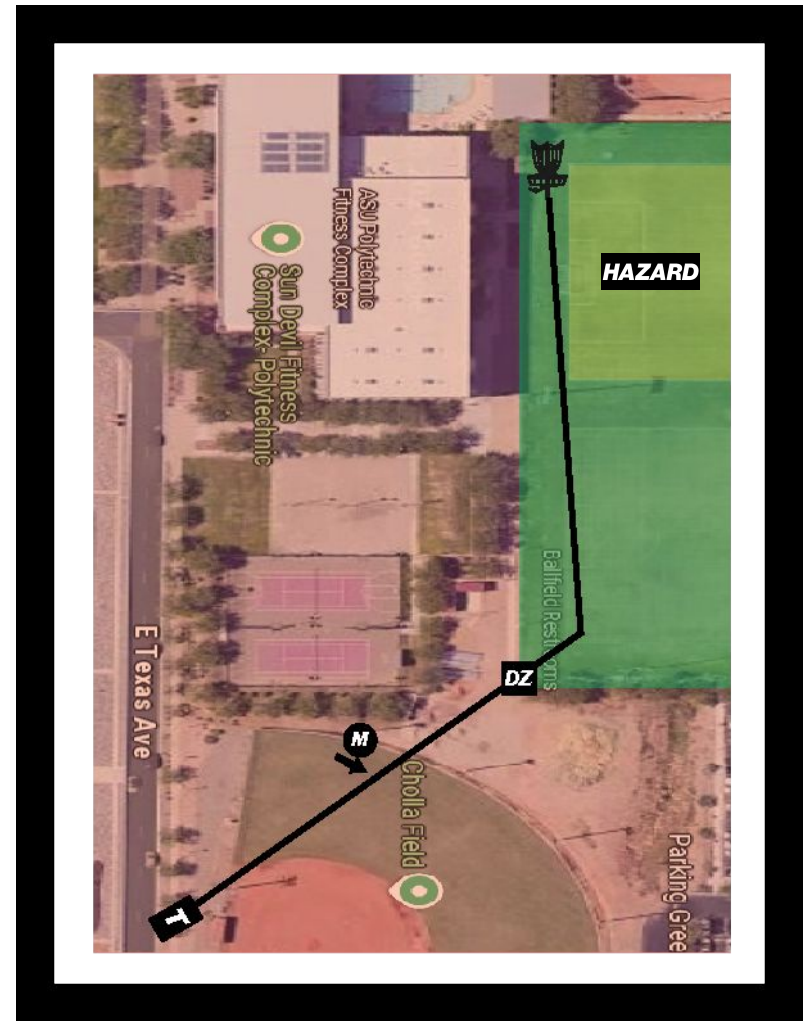 HAZARD
ASU Polytechnic
Fitness Complex
Sun Devil Fitness
Complex- Polytechnic
Ballfield Restrooms
DZ
E Texas Ave
M
Cholla Field
Parking Gree
T